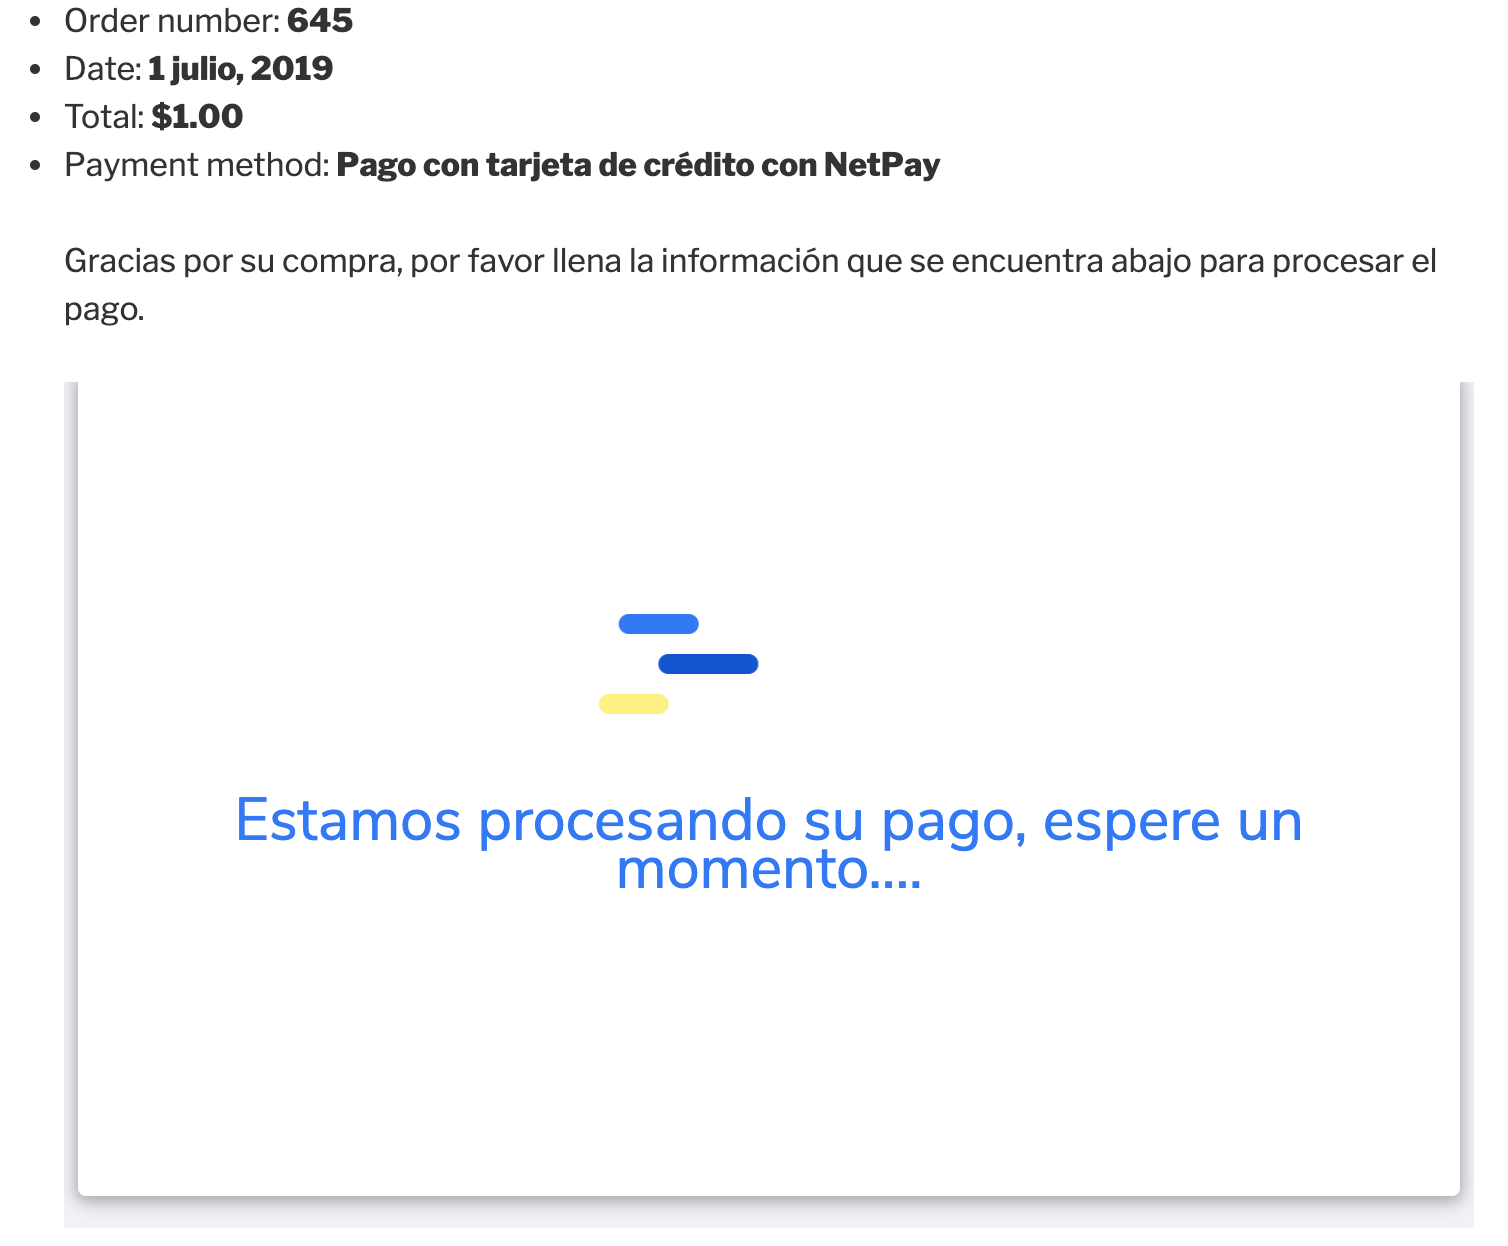 Order number: 645
Date: 1 julio, 2019
Total: $1.00
Payment method: Pago con tarjeta de crédito con NetPay
Gracias por su compra, por favor llena la información que se encuentra abajo para procesar el
pago.
Estamos procesando su pago, espere un
momento....